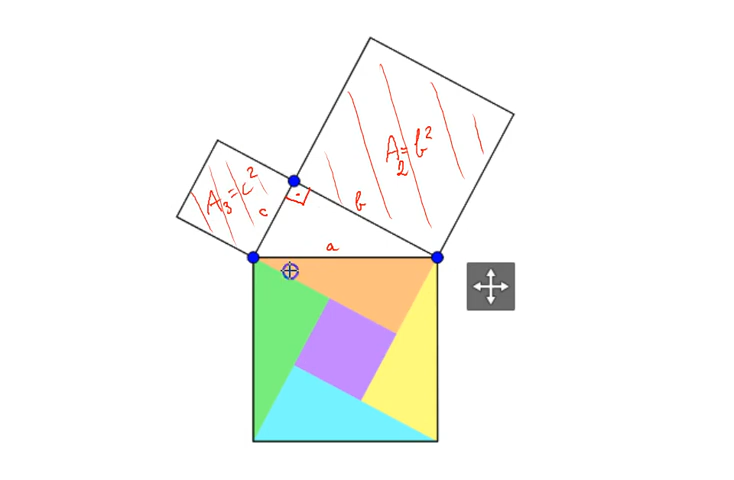 A₂ = b²
A₃ = c²
c
b
a